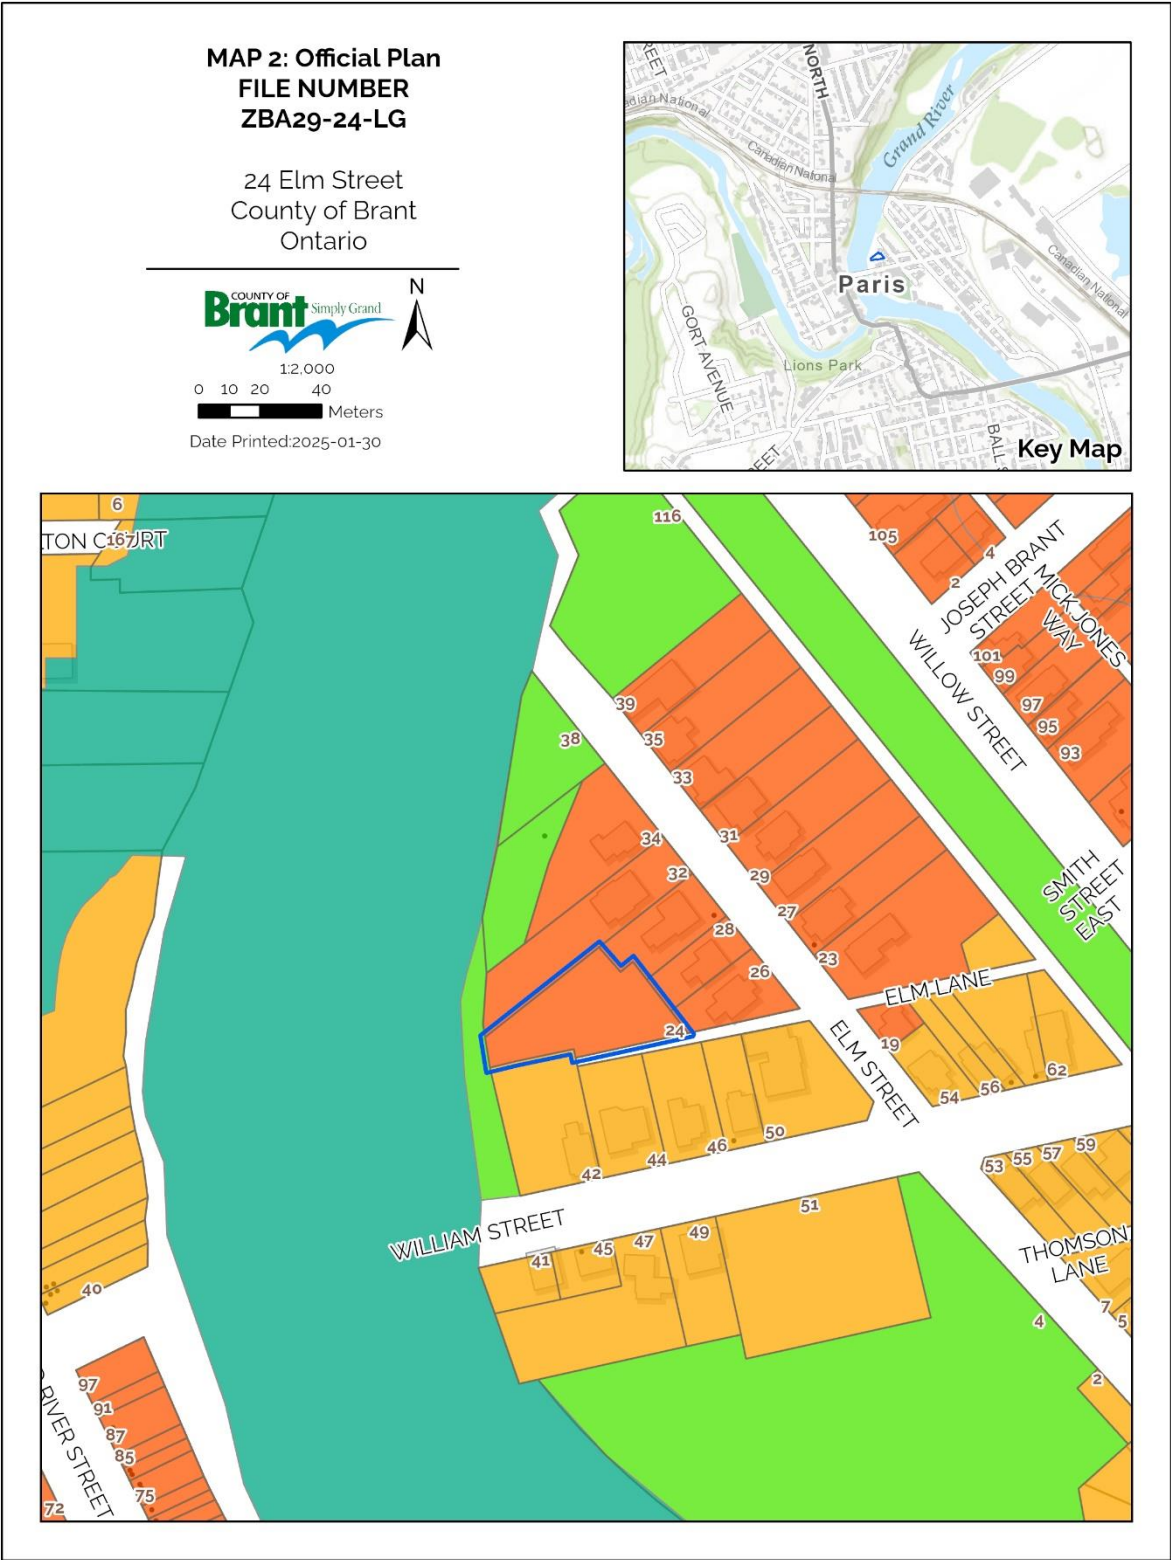 MAP 2: Official Plan
FILE NUMBER
ZBA29-24-LG
24 Elm Street
County of Brant
Ontario
COUNTY OF
Brant Simply Grand
N
1:2,000
0 10 20 40
Meters
Date Printed:2025-01-30
NORTH
Grand River
Canadian National
Canadian National
Paris
GORT AVENUE
Lions Park
Key Map
6
167
116
105
4
2
JOSEPH BRANT
STREET
MICK JONES
WAY
WILLOW STREET
101
99
97
95
93
39
38
35
33
34
31
32
29
28
27
26
23
SMITH
STREET
EAST
ELM LANE
24
19
ELM STREET
62
56
54
50
46
44
42
59
57
55
53
51
49
47
45
41
WILLIAM STREET
THOMSON
LANE
7
5
4
2
40
97
91
87
85
75
72
RIVER STREET